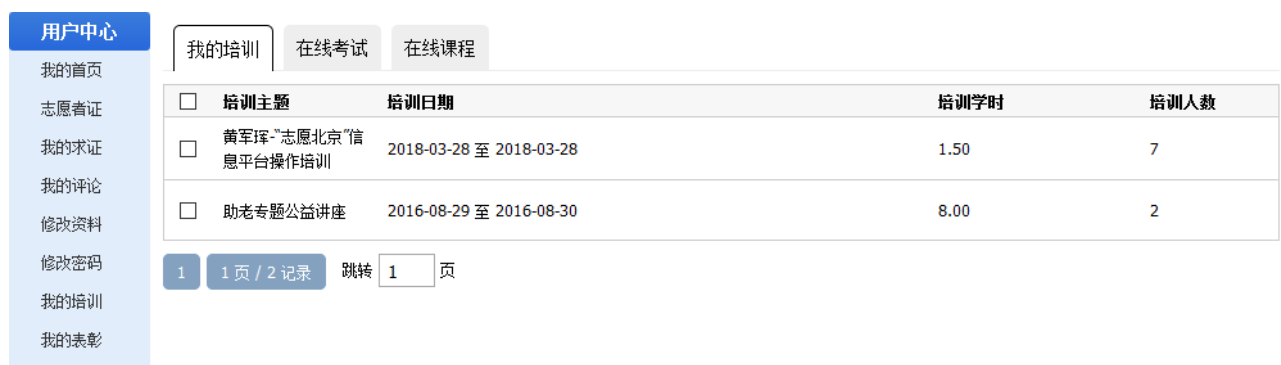 用户中心
我的首页
志愿者证
我的求证
我的评论
修改资料
修改密码
我的培训
我的表彰
我的培训 在线考试 在线课程
培训主题 培训日期 培训学时 培训人数
黄军珲-"志愿北京"信
息平台操作培训 2018-03-28 至 2018-03-28 1.50 7
助老专题公益讲座 2016-08-29 至 2016-08-30 8.00 2
1 1 页 / 2 记录 跳转 1 页